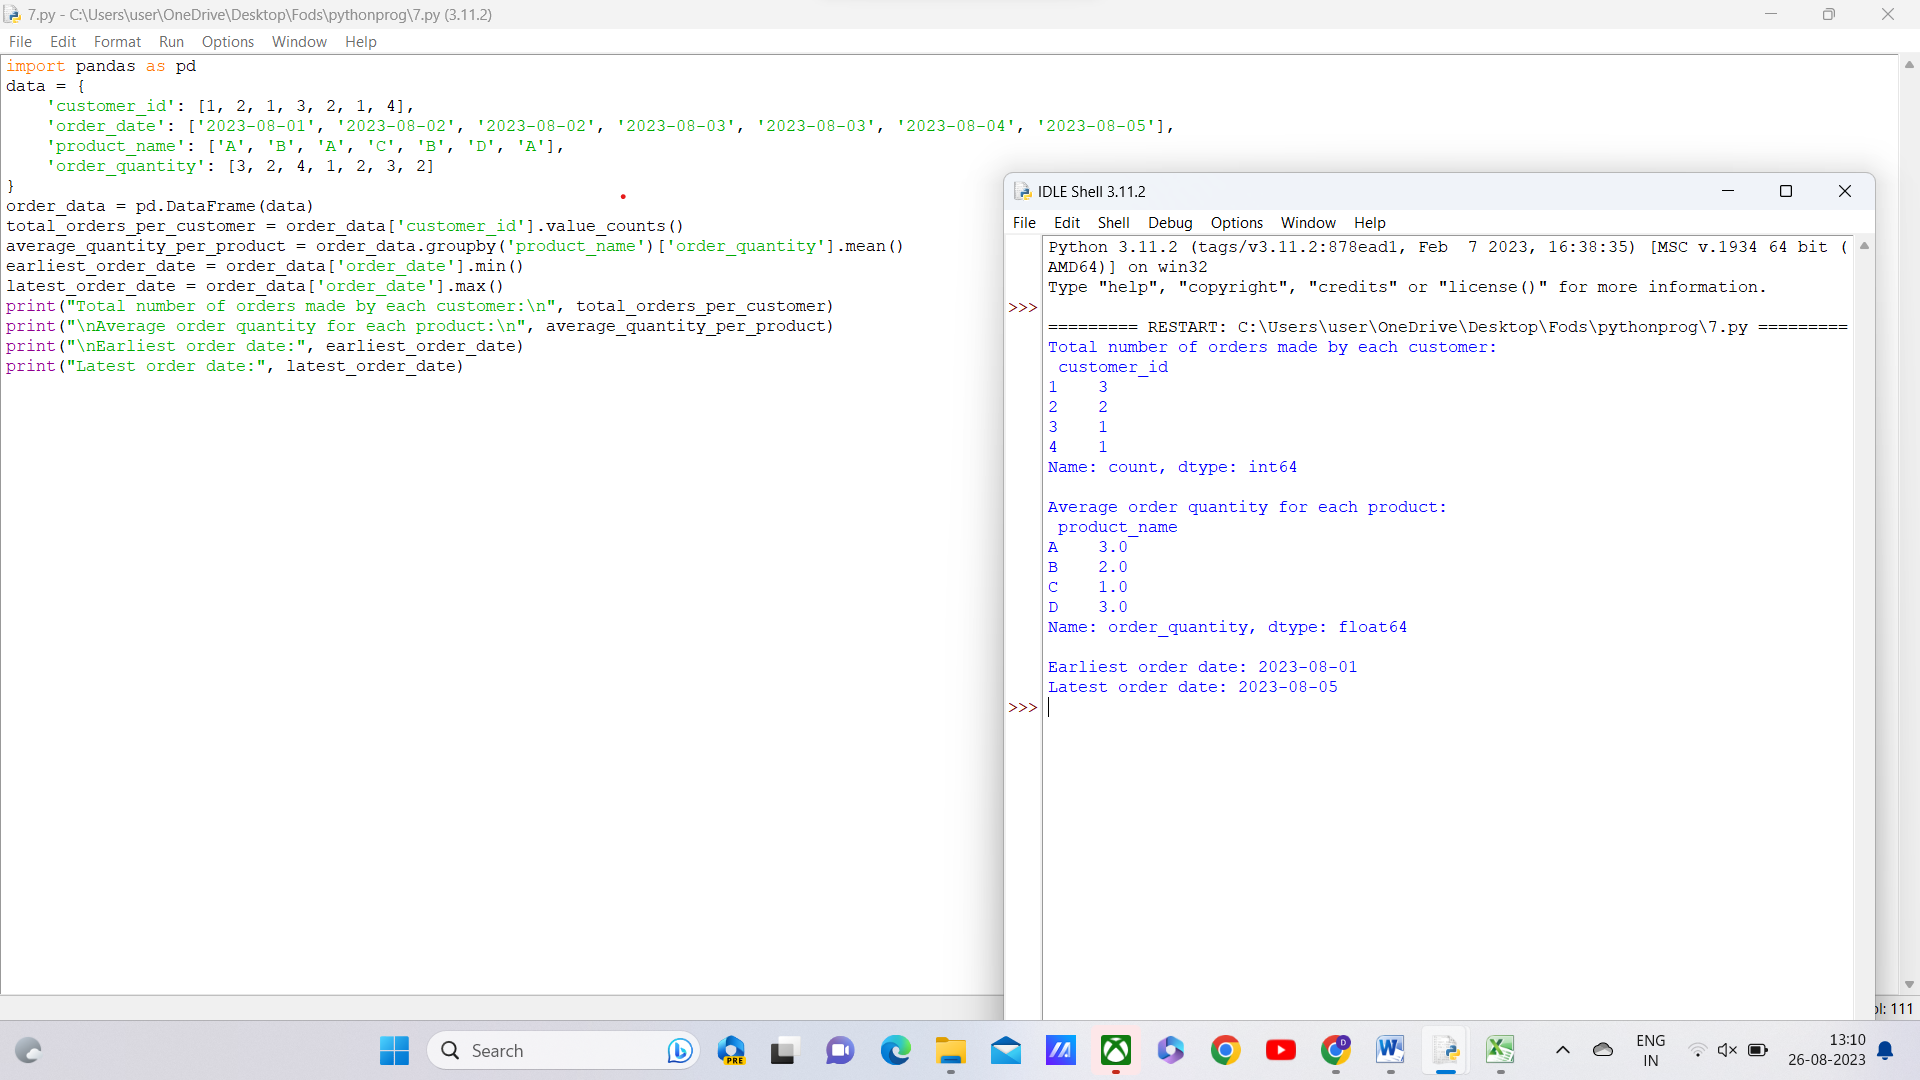 7.py - C:\Users\user\OneDrive\Desktop\Fods\pythonprog\7.py (3.11.2)
File Edit Format Run Options Window Help
import pandas as pd
data = {
    'customer_id': [1, 2, 1, 3, 2, 1, 4],
    'order_date': ['2023-08-01', '2023-08-02', '2023-08-02', '2023-08-03', '2023-08-03', '2023-08-04', '2023-08-05'],
    'product_name': ['A', 'B', 'A', 'C', 'B', 'D', 'A'],
    'order_quantity': [3, 2, 4, 1, 2, 3, 2]
}
order_data = pd.DataFrame(data)
total_orders_per_customer = order_data['customer_id'].value_counts()
average_quantity_per_product = order_data.groupby('product_name')['order_quantity'].mean()
earliest_order_date = order_data['order_date'].min()
latest_order_date = order_data['order_date'].max()
print("Total number of orders made by each customer:\n", total_orders_per_customer)
print("\nAverage order quantity for each product:\n", average_quantity_per_product)
print("\nEarliest order date:", earliest_order_date)
print("Latest order date:", latest_order_date)
IDLE Shell 3.11.2
File Edit Shell Debug Options Window Help
Python 3.11.2 (tags/v3.11.2:878ead1, Feb  7 2023, 16:38:35) [MSC v.1934 64 bit (
AMD64)] on win32
Type "help", "copyright", "credits" or "license()" for more information.
>>>
========= RESTART: C:\Users\user\OneDrive\Desktop\Fods\pythonprog\7.py =========
Total number of orders made by each customer:
 customer_id
1    3
2    2
3    1
4    1
Name: count, dtype: int64
Average order quantity for each product:
 product_name
A    3.0
B    2.0
C    1.0
D    3.0
Name: order_quantity, dtype: float64
Earliest order date: 2023-08-01
Latest order date: 2023-08-05
>>>
111
Search
PRE
D
ENG
IN
13:10
26-08-2023